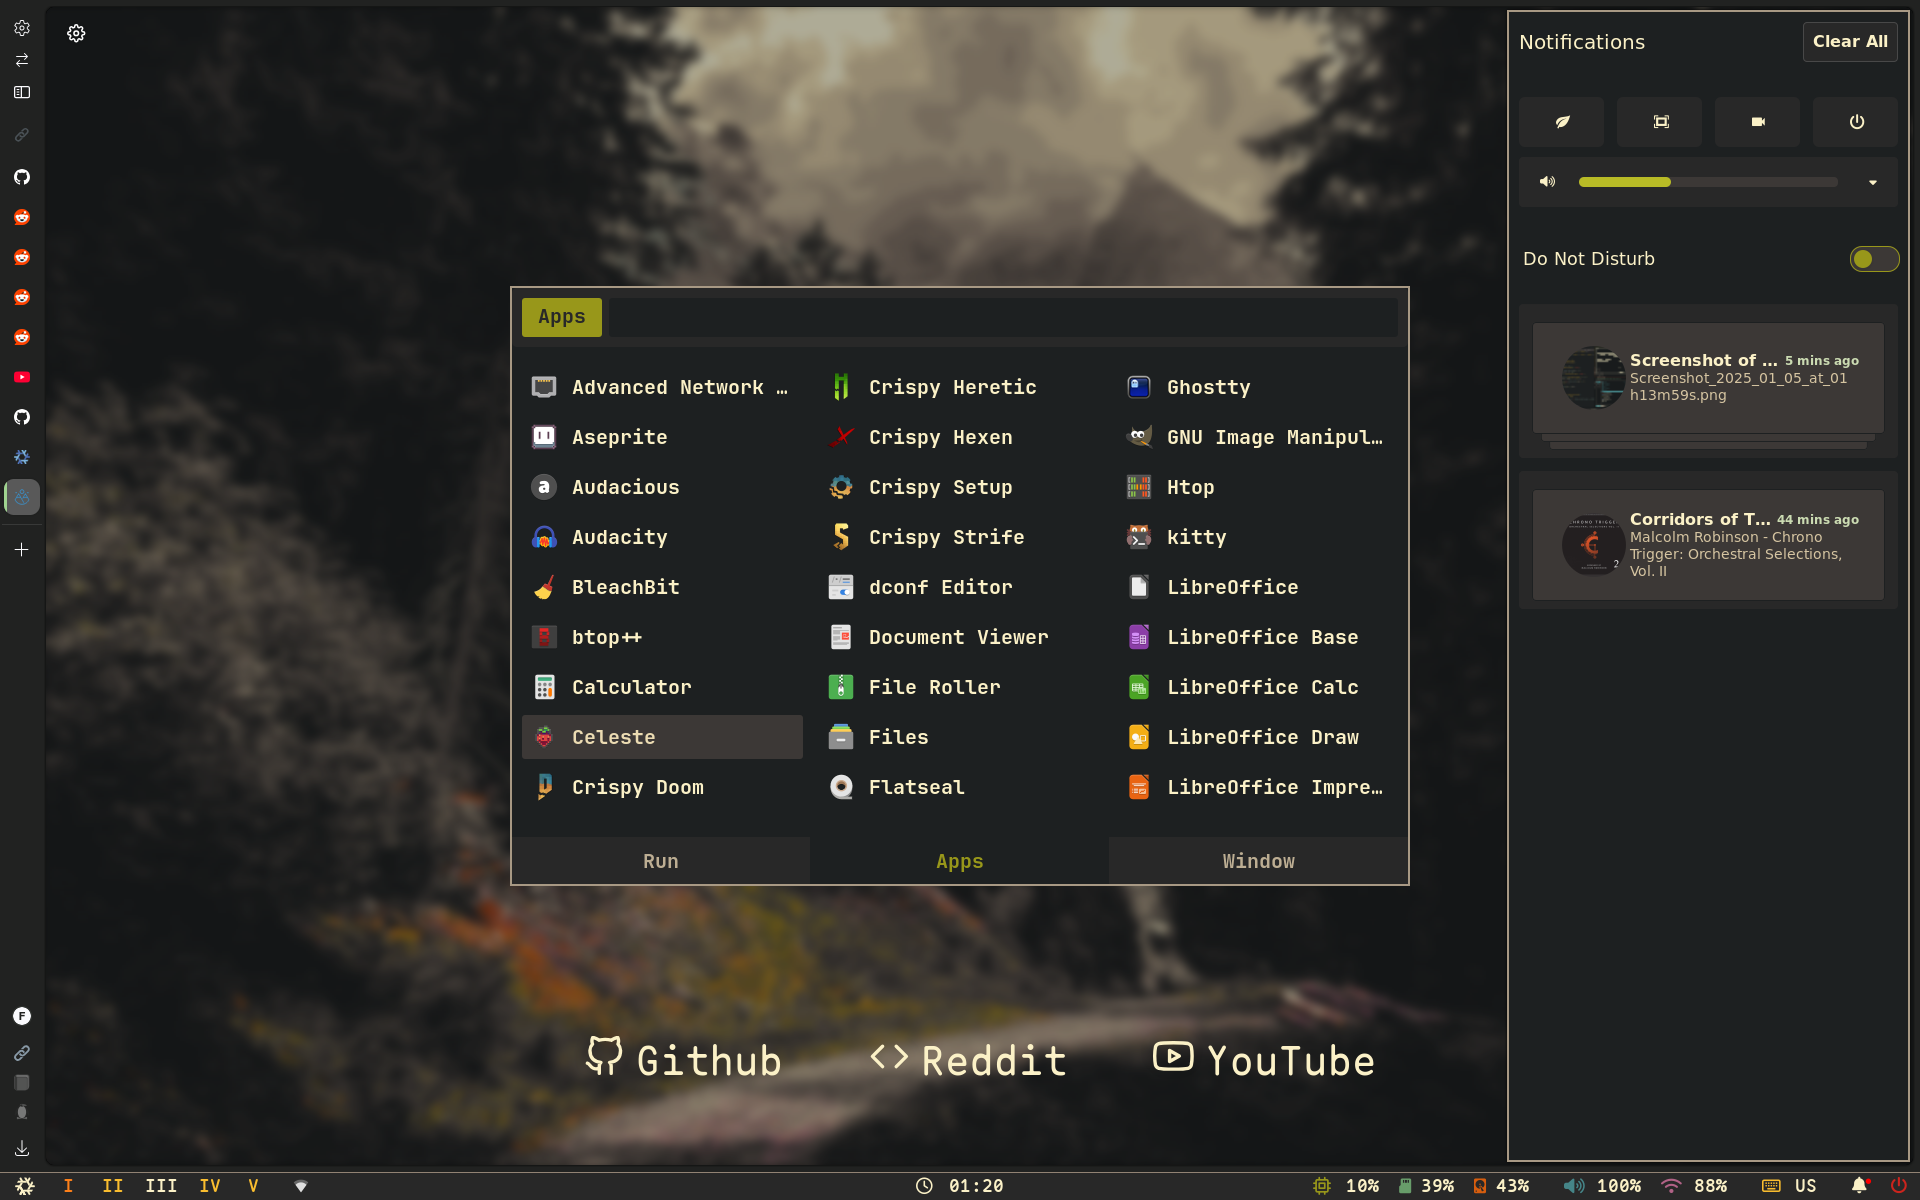 Notifications
Clear All
Do Not Disturb
Screenshot of ... 5 mins ago
Screenshot_2025_01_05_at_01
h13m59s.png
Corridors of T... 44 mins ago
Malcolm Robinson - Chrono
Trigger: Orchestral Selections,
Vol. II
Apps
Advanced Network …
Aseprite
Audacious
Audacity
BleachBit
btop++
Calculator
Celeste
Crispy Doom
Crispy Heretic
Crispy Hexen
Crispy Setup
Crispy Strife
dconf Editor
Document Viewer
File Roller
Files
Flatseal
Ghostty
GNU Image Manipul…
Htop
kitty
LibreOffice
LibreOffice Base
LibreOffice Calc
LibreOffice Draw
LibreOffice Impre…
Run
Apps
Window
F
Github
Reddit
YouTube
I II III IV V
01:20
10% 39% 43% 100% 88% US